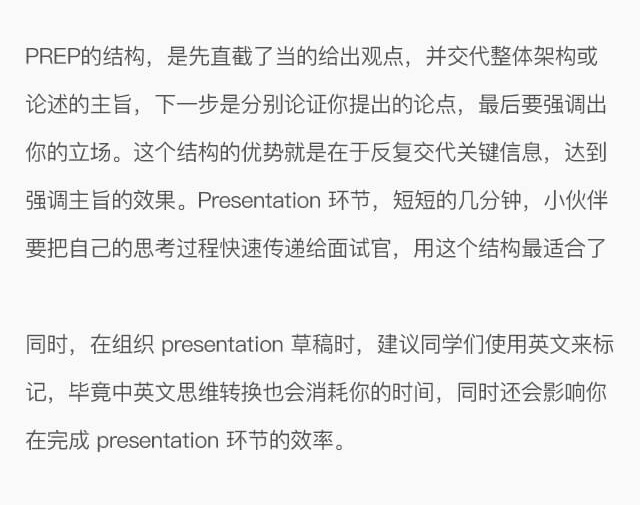 PREP的结构，是先直截了当的给出观点，并交代整体架构或
论述的主旨，下一步是分别论证你提出的论点，最后要强调出
你的立场。这个结构的优势就是在于反复交代关键信息，达到
强调主旨的效果。Presentation 环节，短短的几分钟，小伙伴
要把自己的思考过程快速传递给面试官，用这个结构最适合了
同时，在组织 presentation 草稿时，建议同学们使用英文来标
记，毕竟中英文思维转换也会消耗你的时间，同时还会影响你
在完成 presentation 环节的效率。